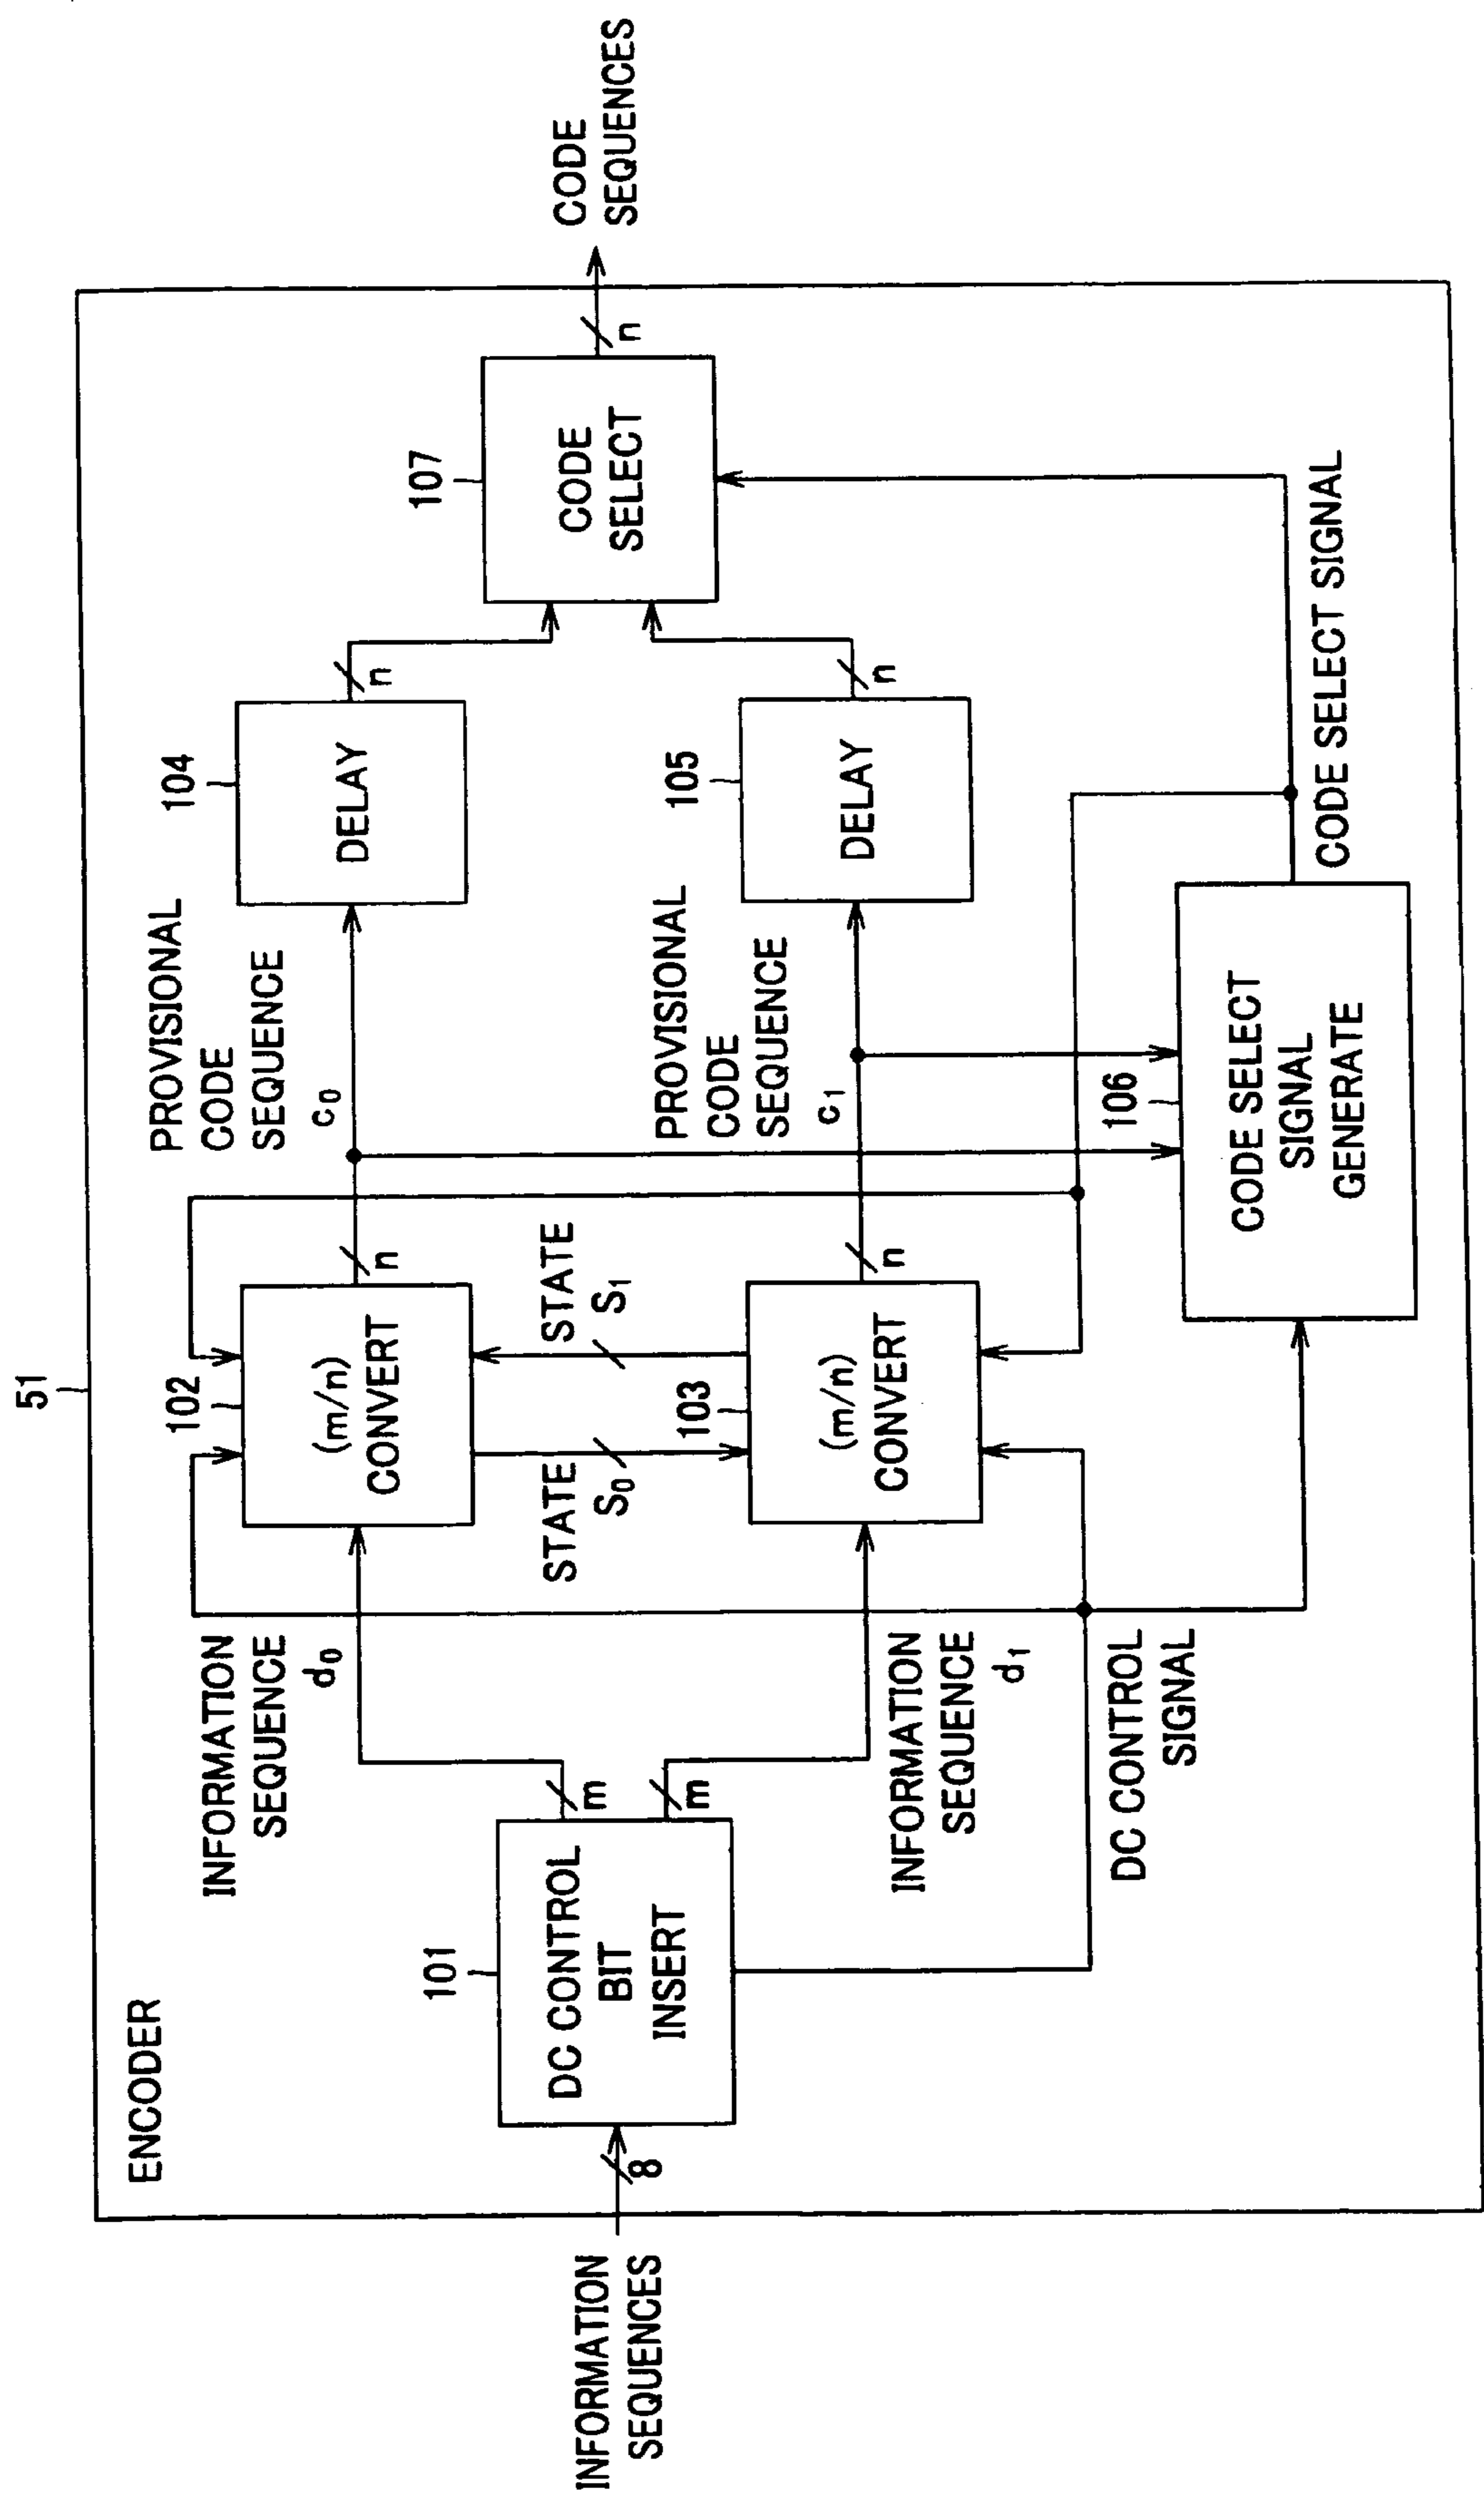 51
ENCODER
INFORMATION
SEQUENCES
8
101
DC CONTROL
BIT
INSERT
m
m
INFORMATION
SEQUENCE
d0
INFORMATION
SEQUENCE
d1
DC CONTROL
SIGNAL
102
(m/n)
CONVERT
n
STATE
S0
STATE
S1
103
(m/n)
CONVERT
n
PROVISIONAL
CODE
SEQUENCE
c0
PROVISIONAL
CODE
SEQUENCE
c1
106
CODE SELECT
SIGNAL
GENERATE
104
DELAY
n
105
DELAY
n
CODE SELECT SIGNAL
107
CODE
SELECT
n
CODE
SEQUENCES